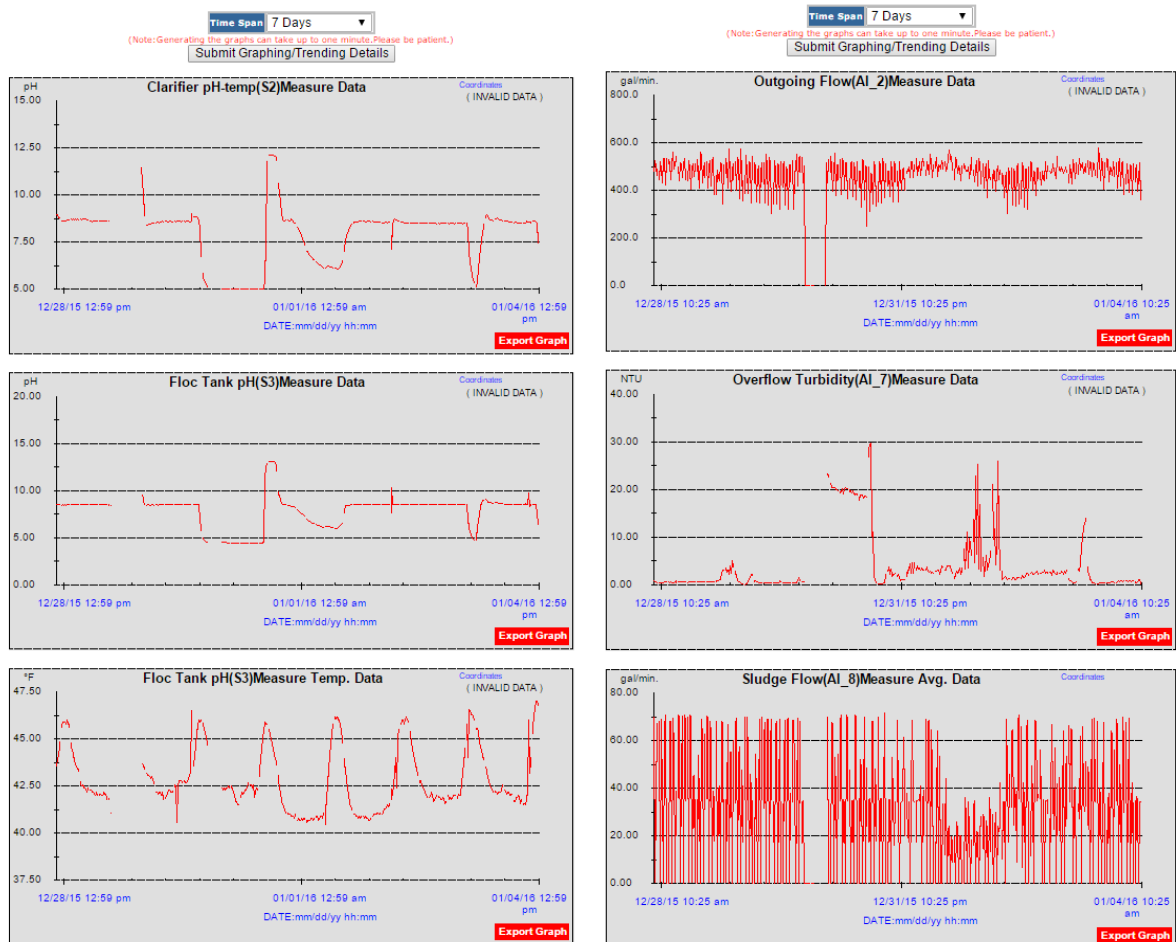 Time Span 7 Days
(Note:Generating the graphs can take up to one minute.Please be patient.)
Submit Graphing/Trending Details
pH Clarifier pH-temp(S2)Measure Data Coordinates
( INVALID DATA )
15.00
12.50
10.00
7.50
5.00
12/28/15 12:59 pm 01/01/16 12:59 am 01/04/16 12:59
pm
DATE:mm/dd/yy hh:mm
Export Graph
pH Floc Tank pH(S3)Measure Data Coordinates
( INVALID DATA )
20.00
15.00
10.00
5.00
0.00
12/28/15 12:59 pm 01/01/16 12:59 am 01/04/16 12:59
pm
DATE:mm/dd/yy hh:mm
Export Graph
°F Floc Tank pH(S3)Measure Temp. Data Coordinates
( INVALID DATA )
47.50
45.00
42.50
40.00
37.50
12/28/15 12:59 pm 01/01/16 12:59 am 01/04/16 12:59
pm
DATE:mm/dd/yy hh:mm
Export Graph
Time Span 7 Days
(Note:Generating the graphs can take up to one minute.Please be patient.)
Submit Graphing/Trending Details
gal/min. Outgoing Flow(AI_2)Measure Data Coordinates
( INVALID DATA )
800.0
600.0
400.0
200.0
0.0
12/28/15 10:25 am 12/31/15 10:25 pm 01/04/16 10:25
am
DATE:mm/dd/yy hh:mm
Export Graph
NTU Overflow Turbidity(AI_7)Measure Data Coordinates
( INVALID DATA )
40.00
30.00
20.00
10.00
0.00
12/28/15 10:25 am 12/31/15 10:25 pm 01/04/16 10:25
am
DATE:mm/dd/yy hh:mm
Export Graph
gal/min. Sludge Flow(AI_8)Measure Avg. Data Coordinates
80.00
60.00
40.00
20.00
0.00
12/28/15 10:25 am 12/31/15 10:25 pm 01/04/16 10:25
am
DATE:mm/dd/yy hh:mm
Export Graph